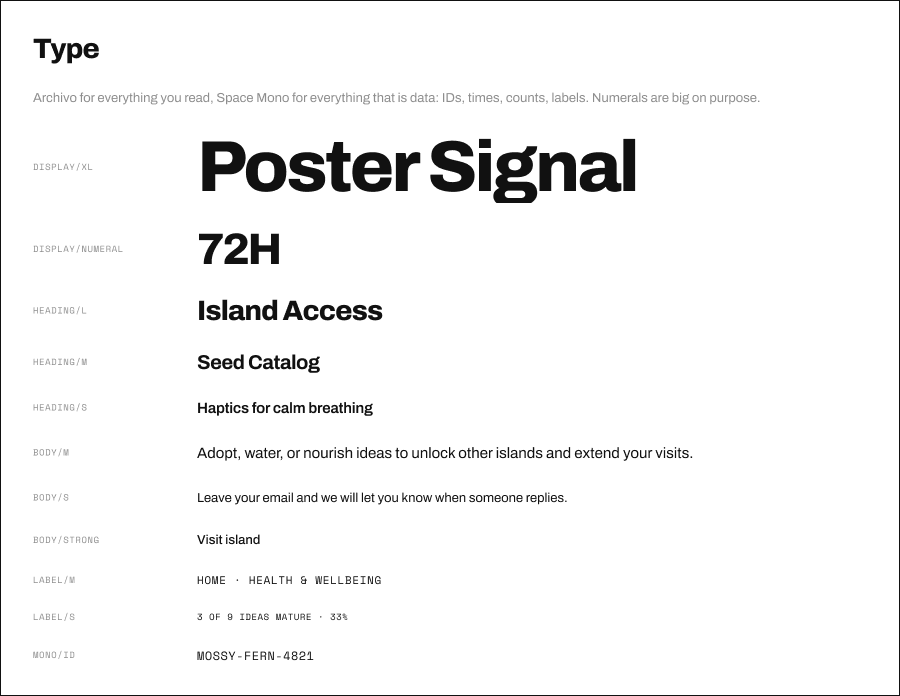 Type
Archivo for everything you read, Space Mono for everything that is data: IDs, times, counts, labels. Numerals are big on purpose.
DISPLAY/XL Poster Signal
DISPLAY/NUMERAL 72H
HEADING/L Island Access
HEADING/M Seed Catalog
HEADING/S Haptics for calm breathing
BODY/M Adopt, water, or nourish ideas to unlock other islands and extend your visits.
BODY/S Leave your email and we will let you know when someone replies.
BODY/STRONG Visit island
LABEL/M HOME · HEALTH & WELLBEING
LABEL/S 3 OF 9 IDEAS MATURE · 33%
MONO/ID MOSSY-FERN-4821